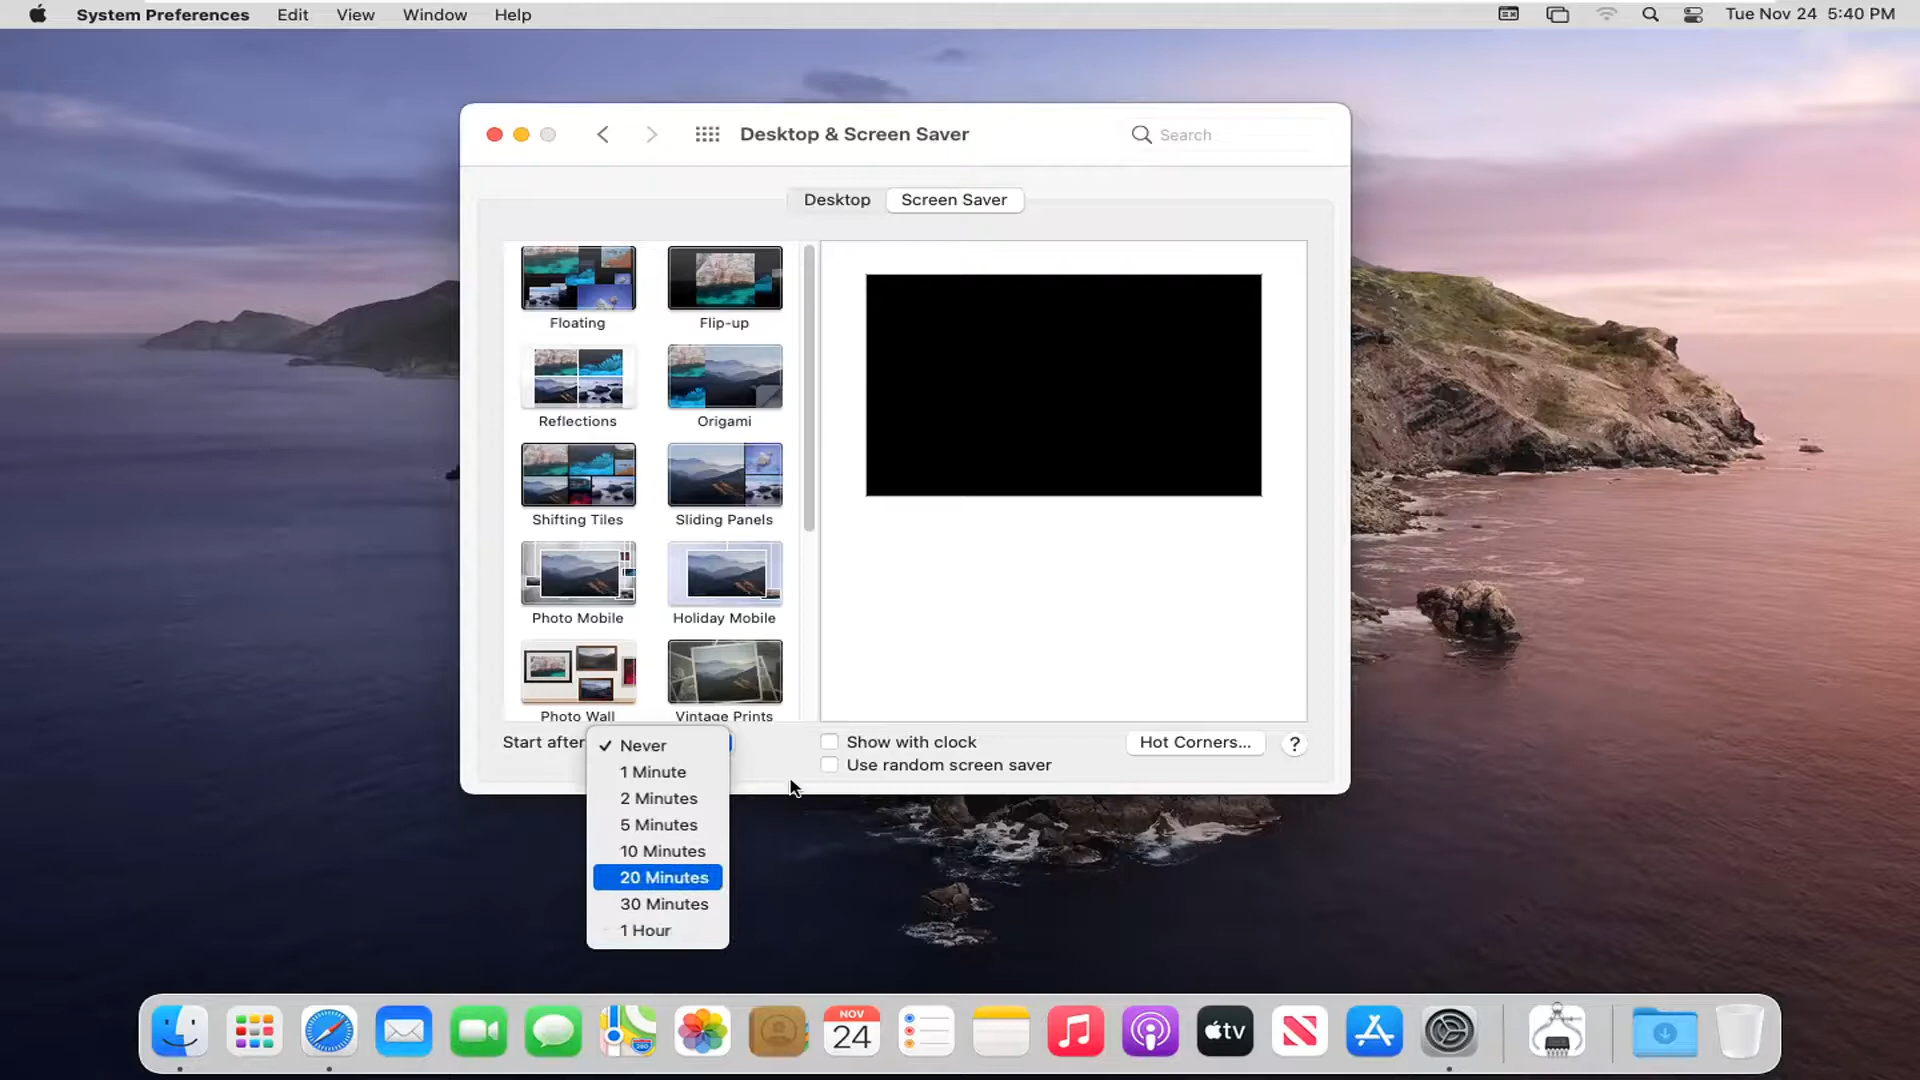 System Preferences Edit View Window Help Tue Nov 24 5:40 PM
Desktop & Screen Saver Search
Desktop Screen Saver
Floating Flip-up
Reflections Origami
Shifting Tiles Sliding Panels
Photo Mobile Holiday Mobile
Photo Wall Vintage Prints
Start after
✓ Never
1 Minute
2 Minutes
5 Minutes
10 Minutes
20 Minutes
30 Minutes
1 Hour
Show with clock
Use random screen saver
Hot Corners... ?
NOV
24
tv